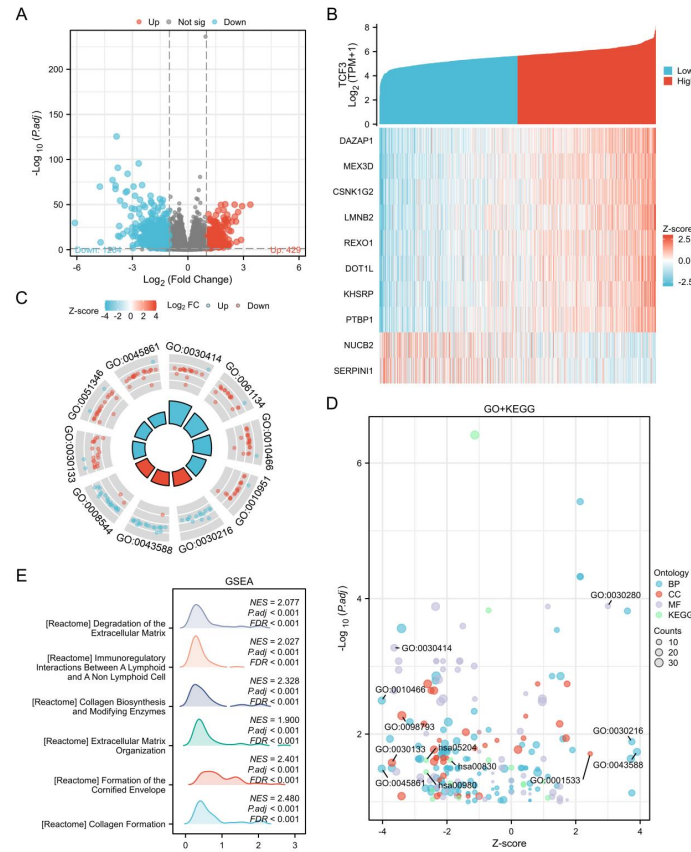 A
Up Not sig Down
-Log 10 (P.adj)
200
150
100
50
0
Down: 1264
Up: 429
-6 -3 0 3 6
Log2 (Fold Change)
B
TCF3
Log2 (TPM+1)
8
6
4
2
0
Low
High
DAZAP1
MEX3D
CSNK1G2
LMNB2
REXO1
DOT1L
KHSRP
PTBP1
NUCB2
SERPINI1
Z-score
2.5
0.0
-2.5
C
Z-score
-4 -2 0 2 4
Log2 FC Up Down
GO:0030414
GO:0061134
GO:0010466
GO:0010951
GO:0030216
GO:0043588
GO:0008544
GO:0030133
GO:0051346
GO:0045861
D
GO+KEGG
-Log 10 (P.adj)
6
4
2
GO:0030280
GO:0030414
GO:0010466
GO:0098793
GO:0030133
GO:0045861
hsa05204
hsa00830
hsa00980
GO:0001533
GO:0030216
GO:0043588
-4 -2 0 2 4
Z-score
Ontology
BP
CC
MF
KEGG
Counts
10
20
30
E
GSEA
[Reactome] Degradation of the
Extracellular Matrix
NES = 2.077
P.adj < 0.001
FDR < 0.001
[Reactome] Immunoregulatory
Interactions Between A Lymphoid
and A Non Lymphoid Cell
NES = 2.027
P.adj < 0.001
FDR < 0.001
[Reactome] Collagen Biosynthesis
and Modifying Enzymes
NES = 2.328
P.adj < 0.001
FDR < 0.001
[Reactome] Extracellular Matrix
Organization
NES = 1.900
P.adj < 0.001
FDR < 0.001
[Reactome] Formation of the
Cornified Envelope
NES = 2.401
P.adj < 0.001
FDR < 0.001
[Reactome] Collagen Formation
NES = 2.480
P.adj < 0.001
FDR < 0.001
0 1 2 3